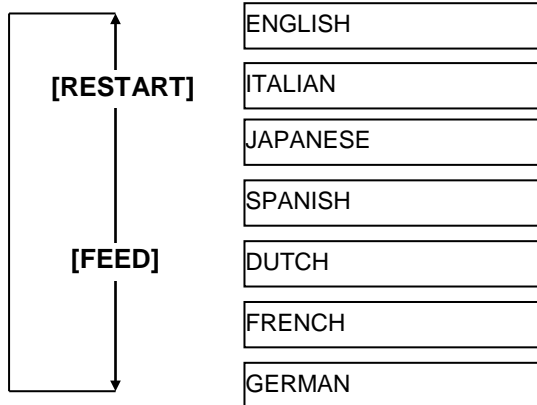 ENGLISH
[RESTART]
ITALIAN
JAPANESE
SPANISH
[FEED]
DUTCH
FRENCH
GERMAN